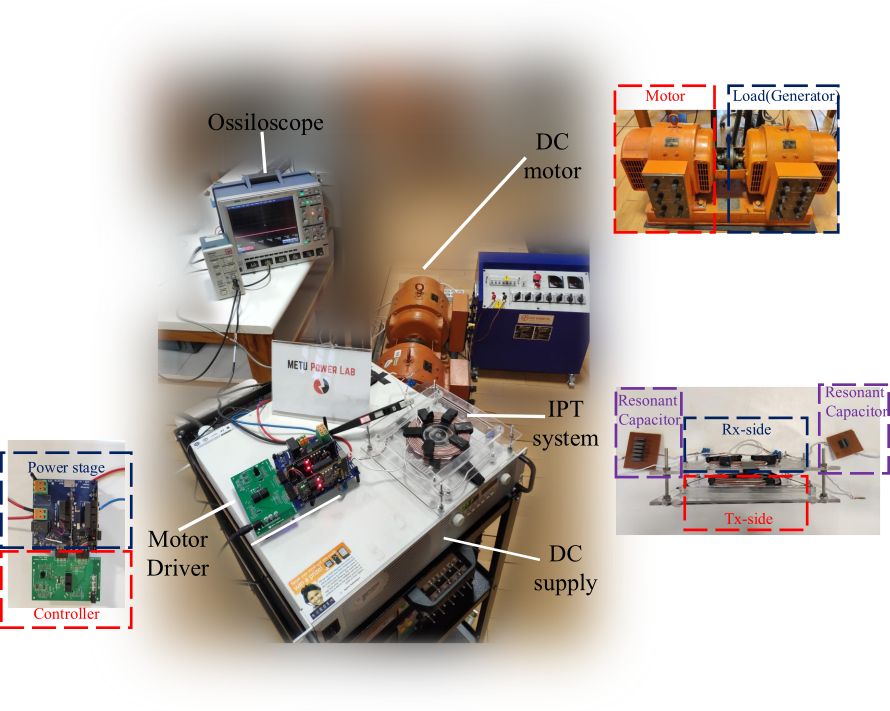 Ossiloscope
DC
motor
Motor
Load(Generator)
METU POWER LAB
IPT
system
Resonant
Capacitor
Resonant
Capacitor
Rx-side
Tx-side
Power stage
Controller
Motor
Driver
DC
supply